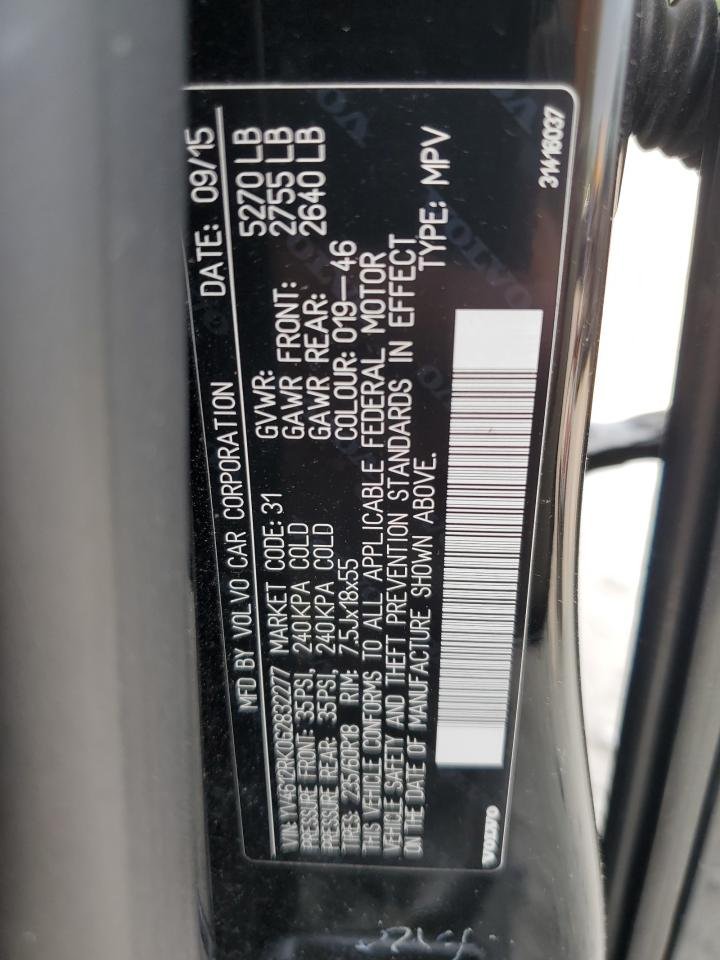 MFD BY VOLVO CAR CORPORATION DATE: 09/15
VIN: YV4612RK0G2832277 MARKET CODE: 31 GVWR: 5270 LB
PRESSURE FRONT: 35PSI, 240KPA COLD GAWR FRONT: 2755 LB
PRESSURE REAR: 35PSI, 240KPA COLD GAWR REAR: 2640 LB
TIRES: 235/60R18 RIM: 7.5Jx18x55 COLOUR: 019-46
THIS VEHICLE CONFORMS TO ALL APPLICABLE FEDERAL MOTOR
VEHICLE SAFETY AND THEFT PREVENTION STANDARDS IN EFFECT
ON THE DATE OF MANUFACTURE SHOWN ABOVE. TYPE: MPV
VOLVO 31416037